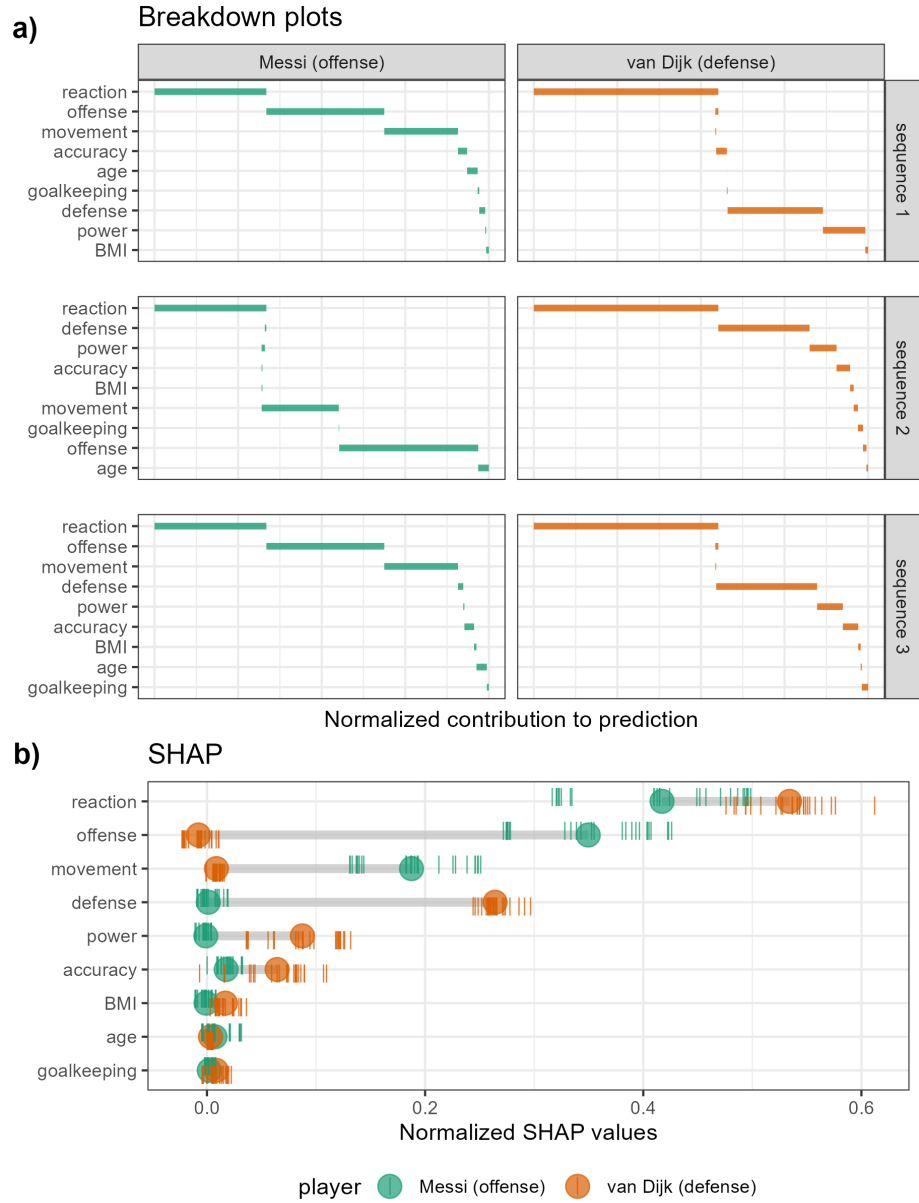 a)
Breakdown plots
Messi (offense)
van Dijk (defense)
reaction
offense
movement
accuracy
age
goalkeeping
defense
power
BMI
sequence 1
reaction
defense
power
accuracy
BMI
movement
goalkeeping
offense
age
sequence 2
reaction
offense
movement
defense
power
accuracy
BMI
age
goalkeeping
sequence 3
Normalized contribution to prediction
b)
SHAP
reaction
offense
movement
defense
power
accuracy
BMI
age
goalkeeping
0.0 0.2 0.4 0.6
Normalized SHAP values
player Messi (offense) van Dijk (defense)